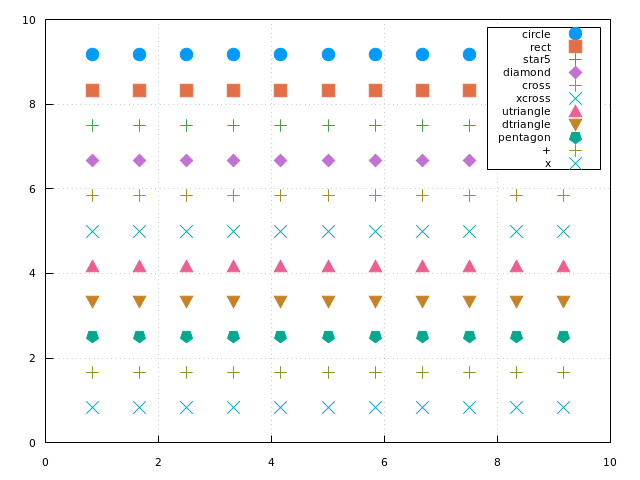 10
circle
rect
star5
diamond
cross
xcross
utriangle
dtriangle
pentagon
+
x
8
6
4
2
0
0 2 4 6 8 10